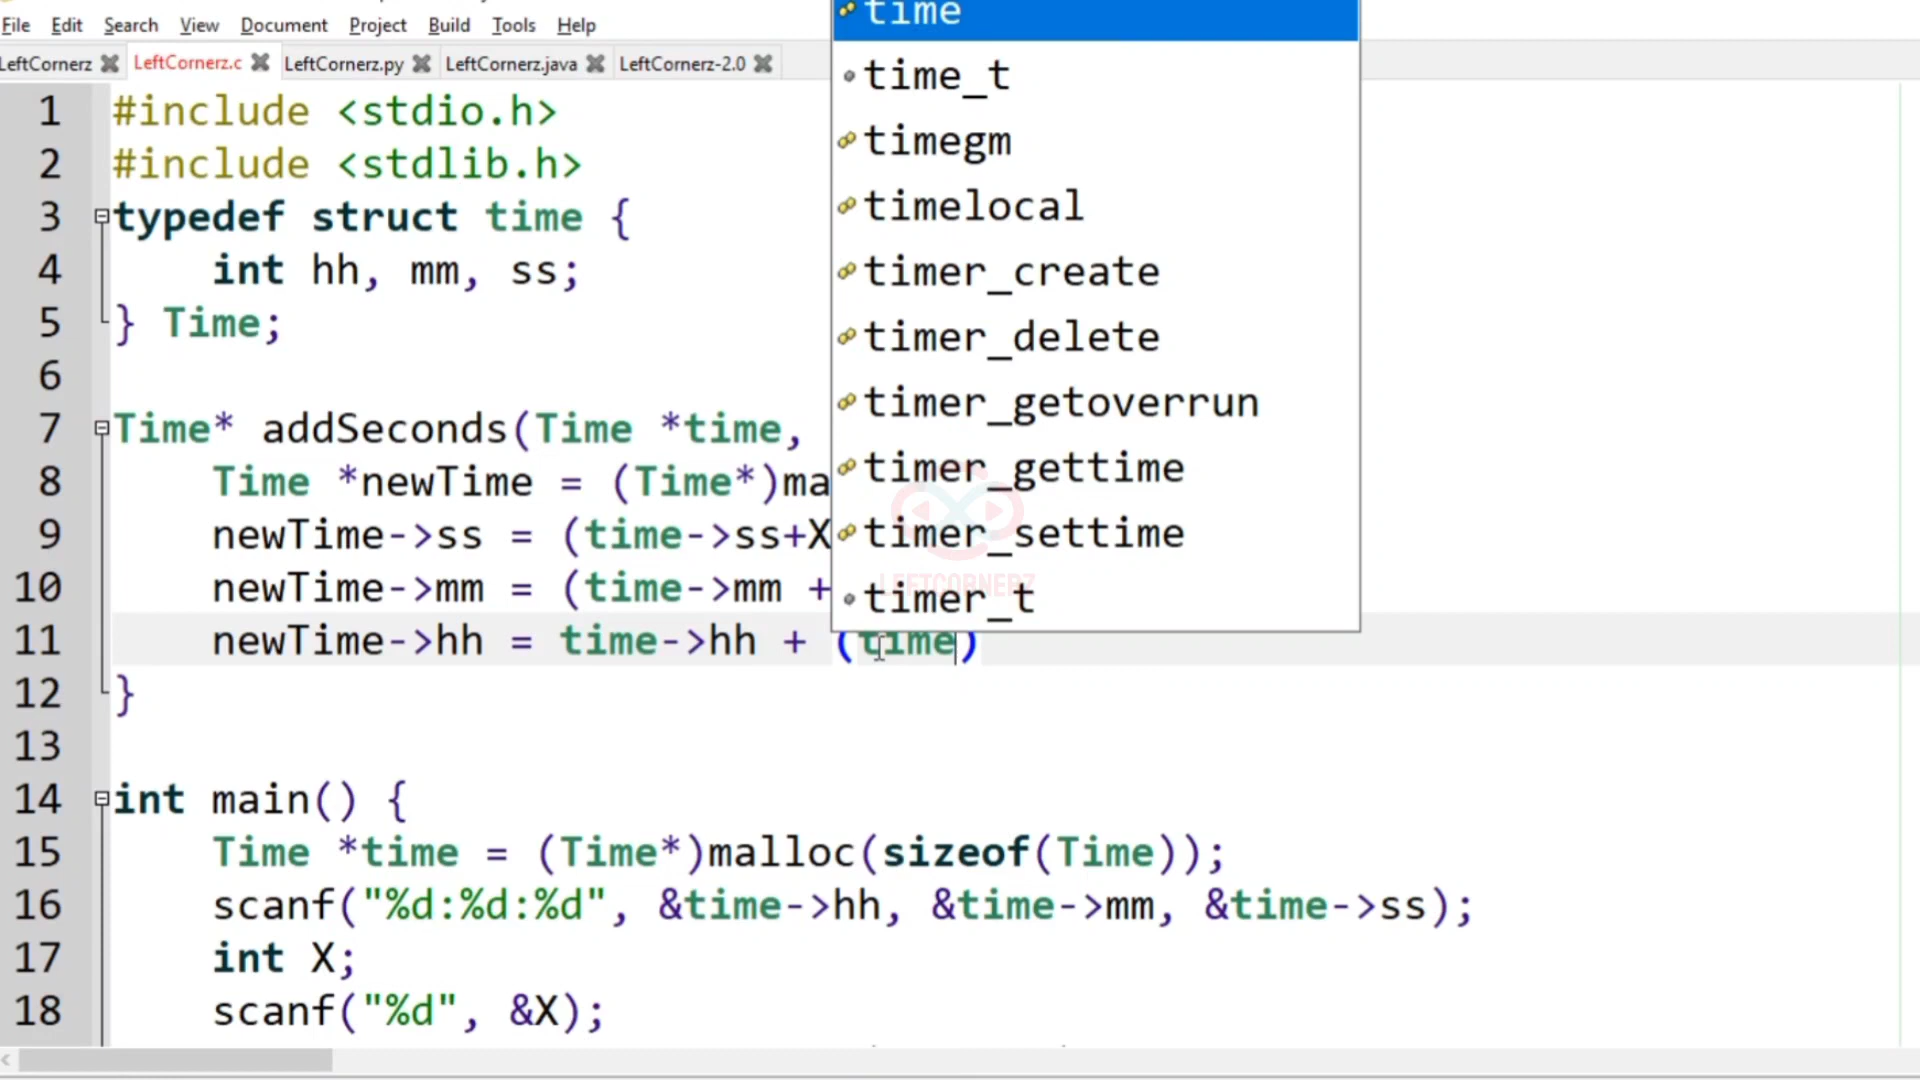 File Edit Search View Document Project Build Tools Help
LeftCornerz LeftCornerz.c LeftCornerz.py LeftCornerz.java LeftCornerz-2.0
1 #include <stdio.h>
2 #include <stdlib.h>
3 typedef struct time {
4 int hh, mm, ss;
5 } Time;
6
7 Time* addSeconds(Time *time,
8 Time *newTime = (Time*)ma
9 newTime->ss = (time->ss+X
10 newTime->mm = (time->mm +
11 newTime->hh = time->hh + (time)
12 }
13
14 int main() {
15 Time *time = (Time*)malloc(sizeof(Time));
16 scanf("%d:%d:%d", &time->hh, &time->mm, &time->ss);
17 int X;
18 scanf("%d", &X);
time
time_t
timegm
timelocal
timer_create
timer_delete
timer_getoverrun
timer_gettime
timer_settime
timer_t
LEFTCORNERZ